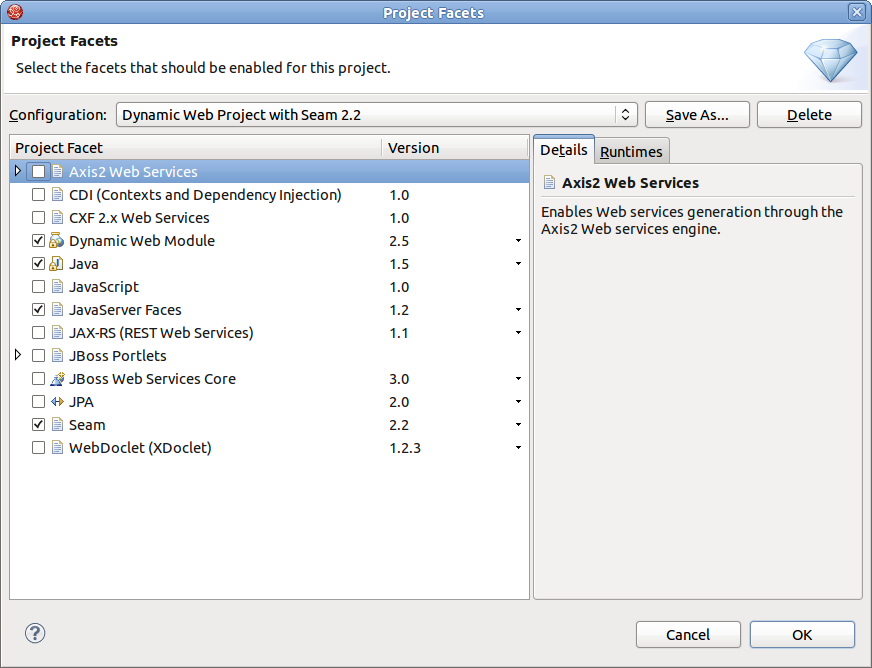 Project Facets
Project Facets
Select the facets that should be enabled for this project.
Configuration: Dynamic Web Project with Seam 2.2 Save As... Delete
Project Facet Version
Axis2 Web Services
CDI (Contexts and Dependency Injection) 1.0
CXF 2.x Web Services 1.0
Dynamic Web Module 2.5
Java 1.5
JavaScript 1.0
JavaServer Faces 1.2
JAX-RS (REST Web Services) 1.1
JBoss Portlets
JBoss Web Services Core 3.0
JPA 2.0
Seam 2.2
WebDoclet (XDoclet) 1.2.3
Details Runtimes
Axis2 Web Services
Enables Web services generation through the
Axis2 Web services engine.
?
Cancel OK